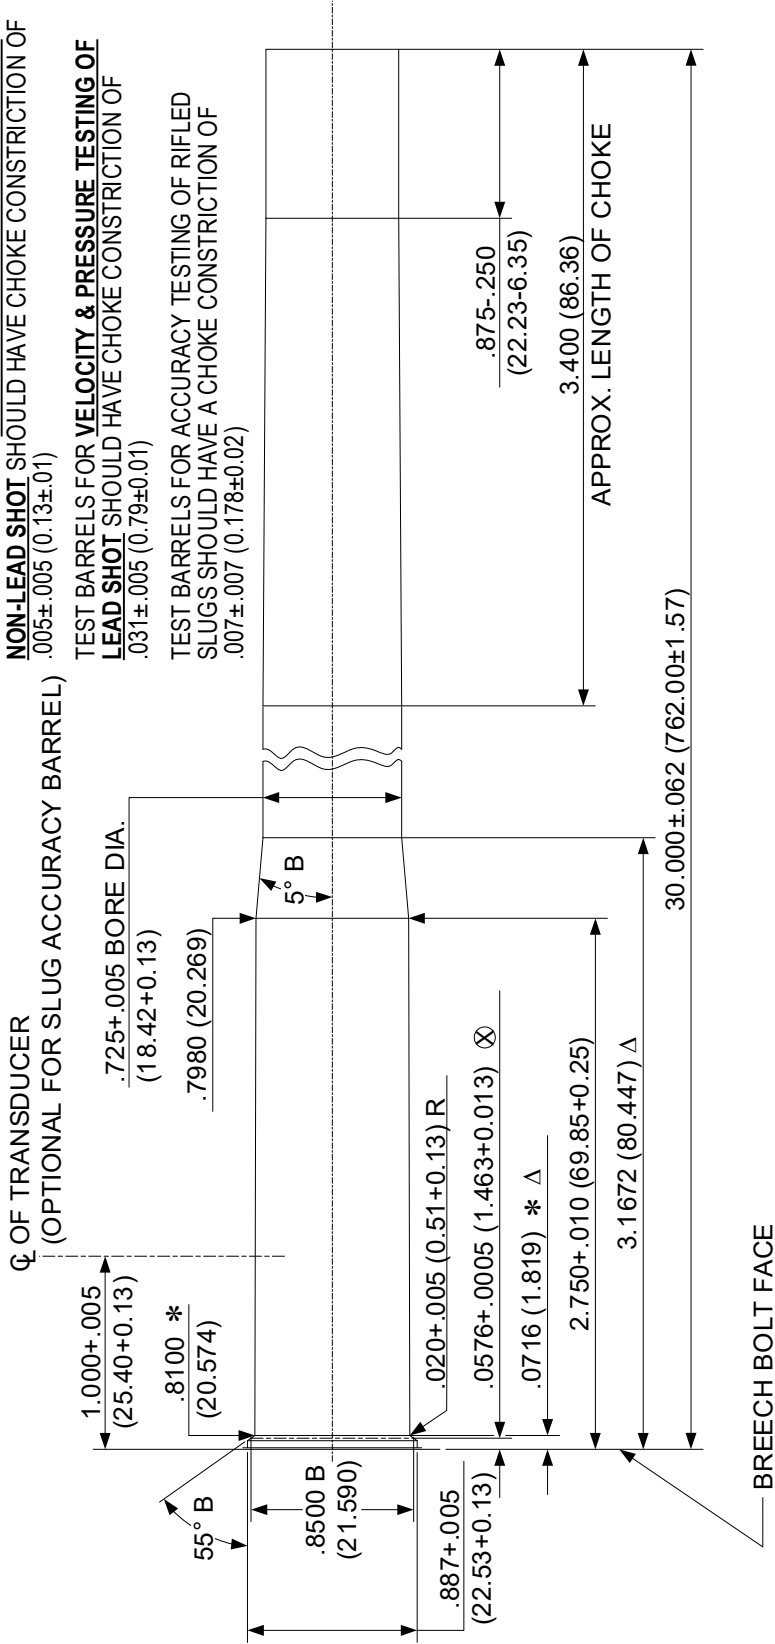 NON-LEAD SHOT SHOULD HAVE CHOKE CONSTRICTION OF
.005±.005 (0.13±.01)
TEST BARRELS FOR VELOCITY & PRESSURE TESTING OF
LEAD SHOT SHOULD HAVE CHOKE CONSTRICTION OF
.031±.005 (0.79±0.01)
TEST BARRELS FOR ACCURACY TESTING OF RIFLED
SLUGS SHOULD HAVE A CHOKE CONSTRICTION OF
.007±.007 (0.178±0.02)
℄ OF TRANSDUCER
(OPTIONAL FOR SLUG ACCURACY BARREL)
1.000+.005
(25.40+0.13)
.725+.005 BORE DIA.
(18.42+0.13)
.7980 (20.269)
.8100 *
(20.574)
5° B
55° B
.8500 B
(21.590)
.887+.005
(22.53+0.13)
.020+.005 (0.51+0.13) R
.0576+.0005 (1.463+0.013) ⊗
.0716 (1.819) * Δ
2.750+.010 (69.85+0.25)
3.1672 (80.447) Δ
30.000±.062 (762.00±1.57)
.875-.250
(22.23-6.35)
3.400 (86.36)
APPROX. LENGTH OF CHOKE
BREECH BOLT FACE